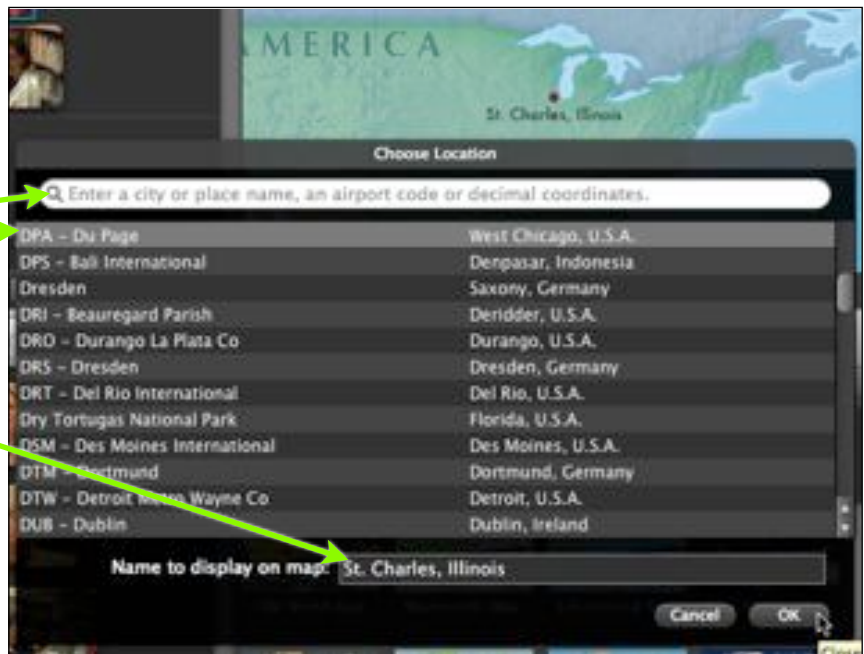 AMERICA
St. Charles, Illinois
Choose Location
Enter a city or place name, an airport code or decimal coordinates.
DPA – Du Page West Chicago, U.S.A.
DPS – Bali International Denpasar, Indonesia
Dresden Saxony, Germany
DRI – Beauregard Parish Deridder, U.S.A.
DRO – Durango La Plata Co Durango, U.S.A.
DRS – Dresden Dresden, Germany
DRT – Del Rio International Del Rio, U.S.A.
Dry Tortugas National Park Florida, U.S.A.
DSM – Des Moines International Des Moines, U.S.A.
DTM – Dortmund Dortmund, Germany
DTW – Detroit Metro Wayne Co Detroit, U.S.A.
DUB – Dublin Dublin, Ireland
Name to display on map: St. Charles, Illinois
Cancel OK